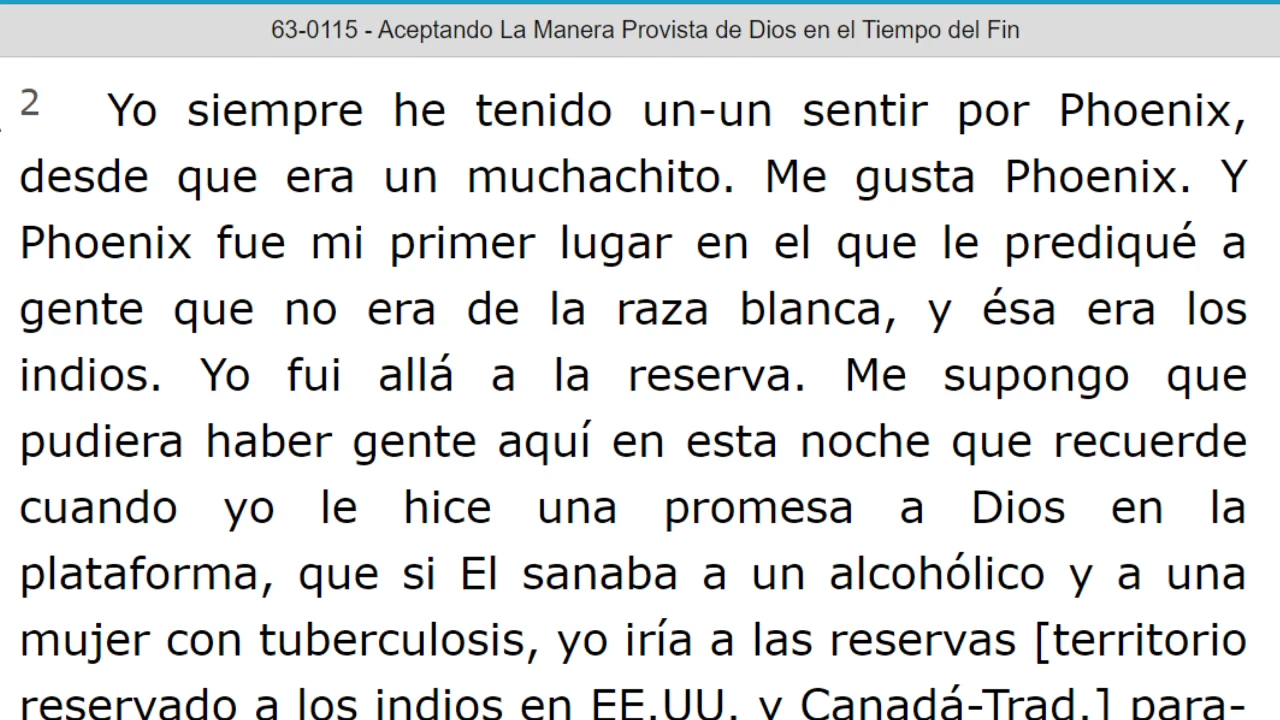 63-0115 - Aceptando La Manera Provista de Dios en el Tiempo del Fin
2 Yo siempre he tenido un-un sentir por Phoenix,
desde que era un muchachito. Me gusta Phoenix. Y
Phoenix fue mi primer lugar en el que le prediqué a
gente que no era de la raza blanca, y ésa era los
indios. Yo fui allá a la reserva. Me supongo que
pudiera haber gente aquí en esta noche que recuerde
cuando yo le hice una promesa a Dios en la
plataforma, que si El sanaba a un alcohólico y a una
mujer con tuberculosis, yo iría a las reservas [territorio
reservado a los indios en EE.UU. y Canadá-Trad.] para-